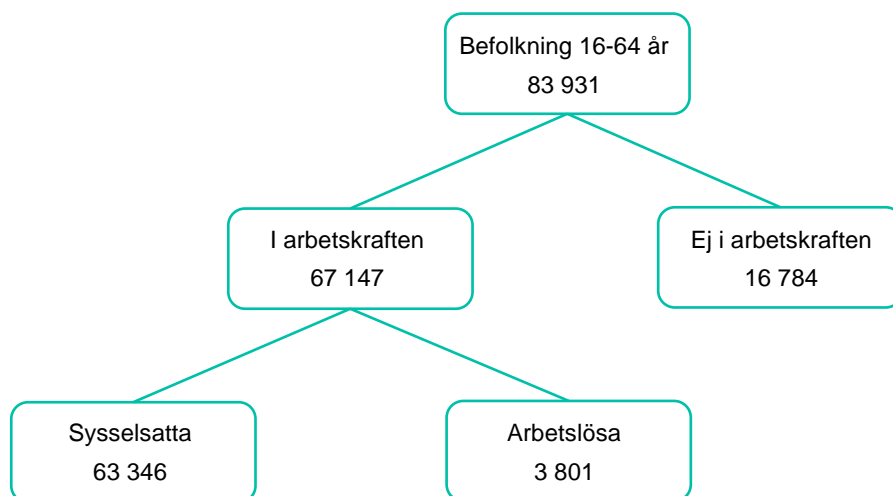 Befolkning 16-64 år
83 931
I arbetskraften
67 147
Ej i arbetskraften
16 784
Sysselsatta
63 346
Arbetslösa
3 801